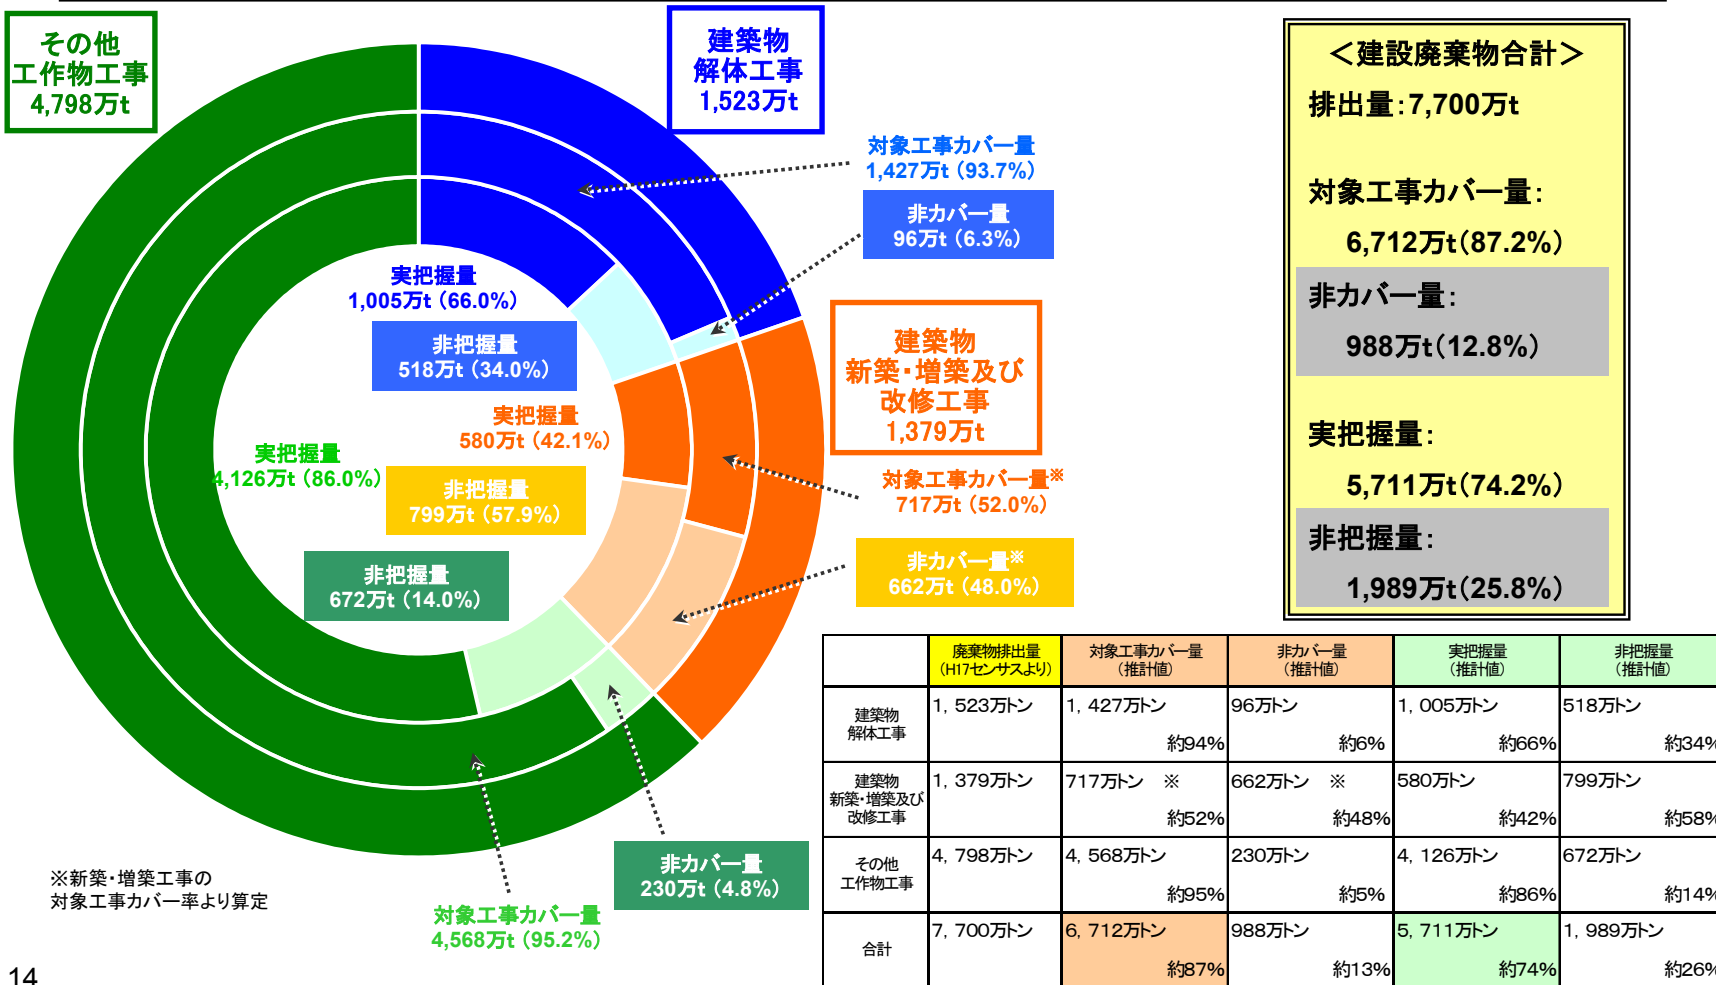 その他
工作物工事
4,798万t
建築物
解体工事
1,523万t
対象工事カバー量
1,427万t（93.7%）
非カバー量
96万t（6.3%）
実把握量
1,005万t（66.0%）
非把握量
518万t（34.0%）
建築物
新築・増築及び
改修工事
1,379万t
実把握量
580万t（42.1%）
非把握量
799万t（57.9%）
対象工事カバー量※
717万t（52.0%）
非カバー量※
662万t（48.0%）
実把握量
4,126万t（86.0%）
非把握量
672万t（14.0%）
非カバー量
230万t（4.8%）
対象工事カバー量
4,568万t（95.2%）
※新築・増築工事の
対象工事カバー率より算定
14
＜建設廃棄物合計＞
排出量：7,700万t
対象工事カバー量：
6,712万t（87.2%）
非カバー量：
988万t（12.8%）
実把握量：
5,711万t（74.2%）
非把握量：
1,989万t（25.8%）
廃棄物排出量 対象工事カバー量 非カバー量 実把握量 非把握量
（H17センサスより） （推計値） （推計値） （推計値） （推計値）
建築物
解体工事
1，523万トン 1，427万トン 96万トン 1，005万トン 518万トン
約94% 約6% 約66% 約34%
建築物
新築・増築及び
改修工事
1，379万トン 717万トン ※ 662万トン ※ 580万トン 799万トン
約52% 約48% 約42% 約58%
その他
工作物工事
4，798万トン 4，568万トン 230万トン 4，126万トン 672万トン
約95% 約5% 約86% 約14%
合計
7，700万トン 6，712万トン 988万トン 5，711万トン 1，989万トン
約87% 約13% 約74% 約26%